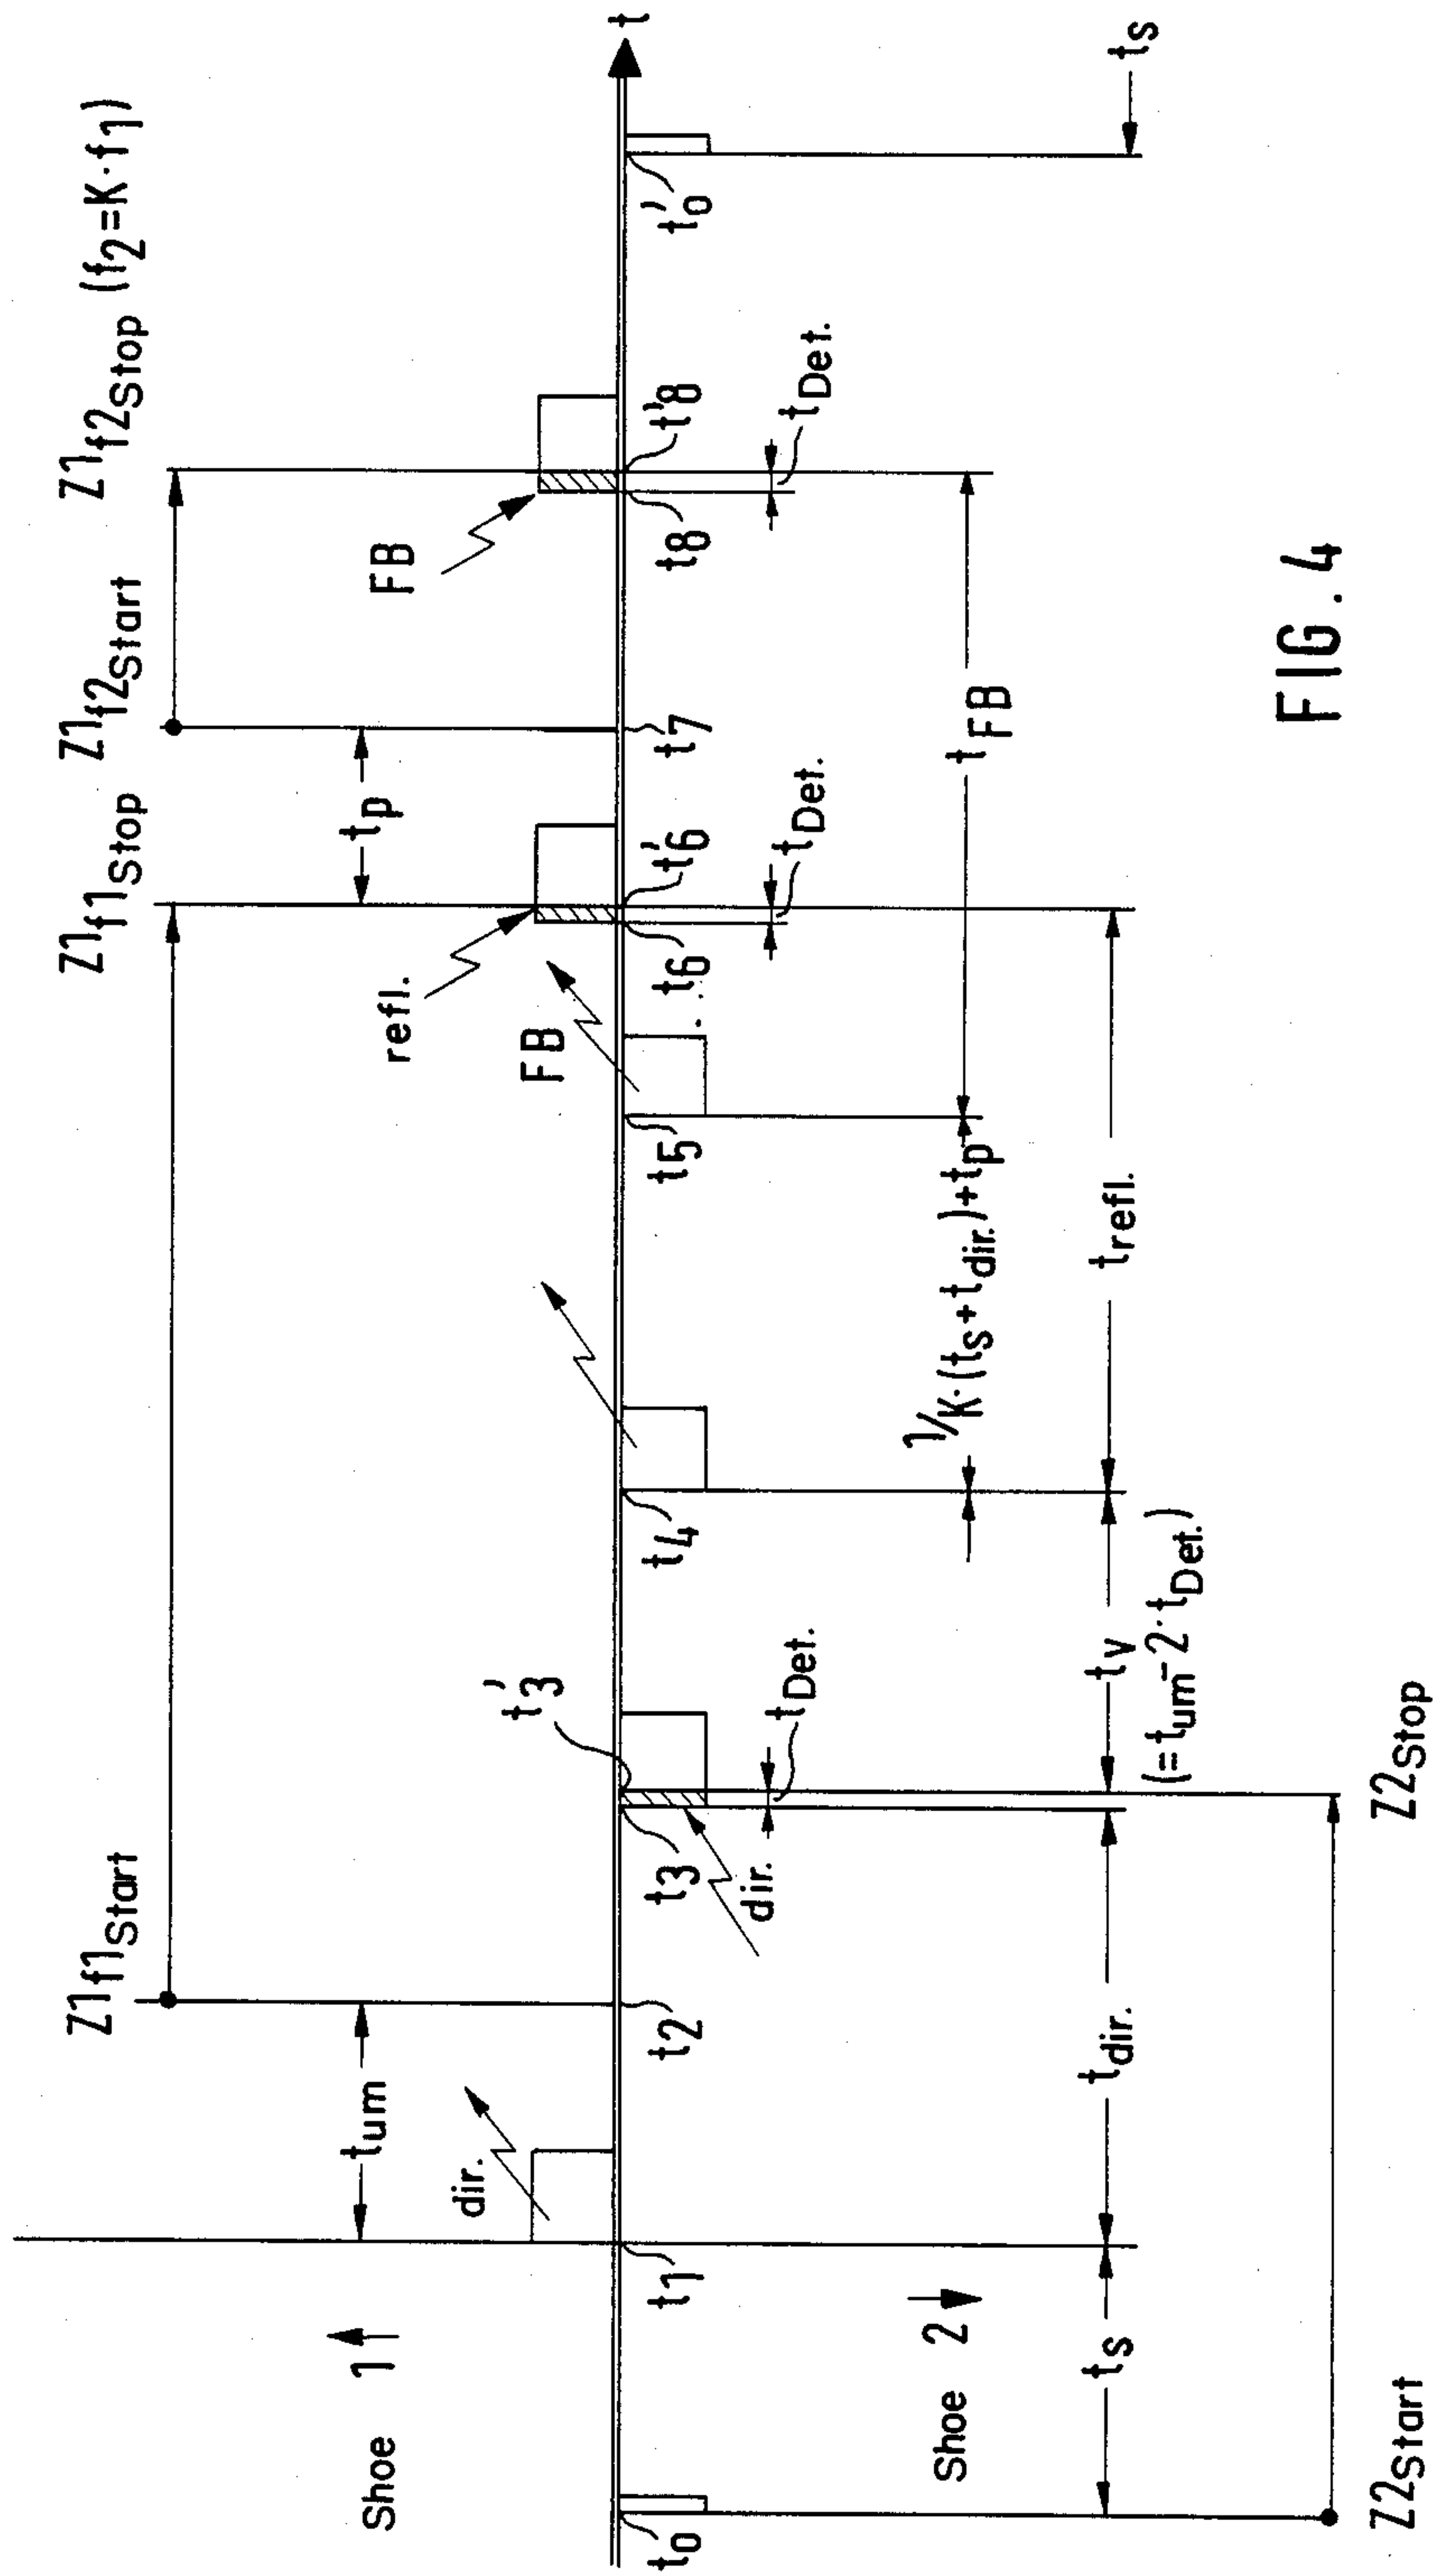 Z1f1Start
Z1f1Stop
Z1f2Start
Z1f2Stop (f2=K·f1)
tum
tp
Shoe 1
dir.
refl.
FB
FB
t
t0
t1
t2
t3
t'3
t4
t5
t6
t'6
t7
t8
t'8
t'0
dir.
tDet.
tDet.
tDet.
Shoe 2
1/K·(ts+tdir.)+tp
tFB
ts
tdir.
tv
(=tum-2·tDet.)
trefl.
ts
Z2Start
Z2Stop
FIG. 4